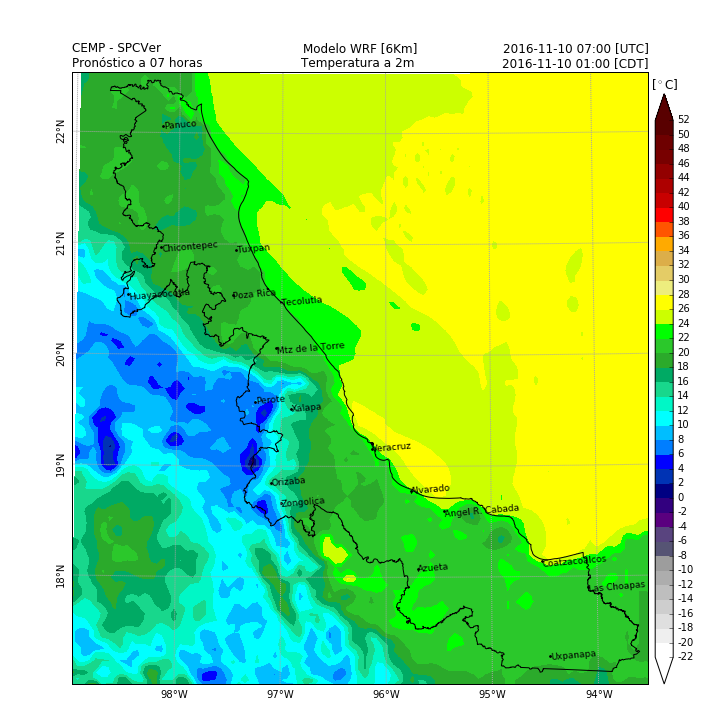 CEMP - SPCVer Modelo WRF [6Km] 2016-11-10 07:00 [UTC]
Pronóstico a 07 horas Temperatura a 2m 2016-11-10 01:00 [CDT]
[°C]
52
50
48
46
44
42
40
38
36
34
32
30
28
26
24
22
20
18
16
14
12
10
8
6
4
2
0
-2
-4
-6
-8
-10
-12
-14
-16
-18
-20
-22
22°N
21°N
20°N
19°N
18°N
Panuco
Chicontepec
Tuxpan
Huayacocotla
Poza Rica
Tecolutla
Mtz de la Torre
Perote
Xalapa
Veracruz
Orizaba
Alvarado
Zongolica
Angel R. Cabada
Azueta
Coatzacoalcos
Las Choapas
Uxpanapa
98°W 97°W 96°W 95°W 94°W